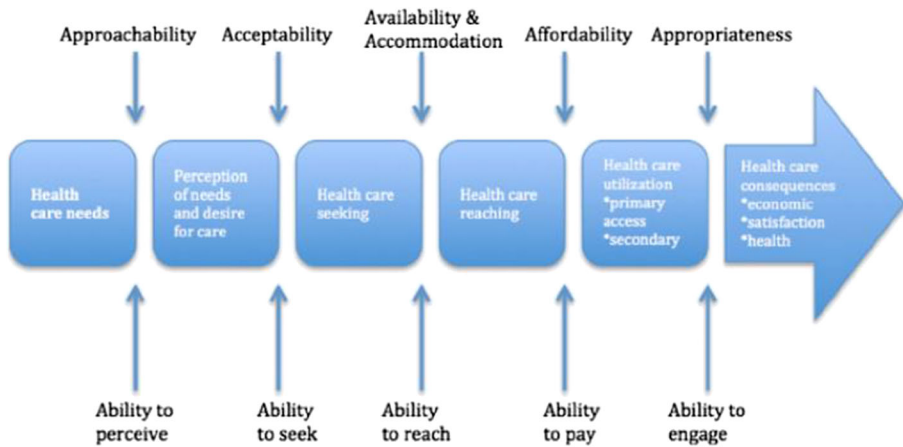 Approachability
Acceptability
Availability &
Accommodation
Affordability
Appropriateness
Health
care needs
Perception
of needs
and desire
for care
Health care
seeking
Health care
reaching
Health care
utilization
*primary
access
*secondary
Health care
consequences
*economic
*satisfaction
*health
Ability to
perceive
Ability
to seek
Ability
to reach
Ability
to pay
Ability to
engage